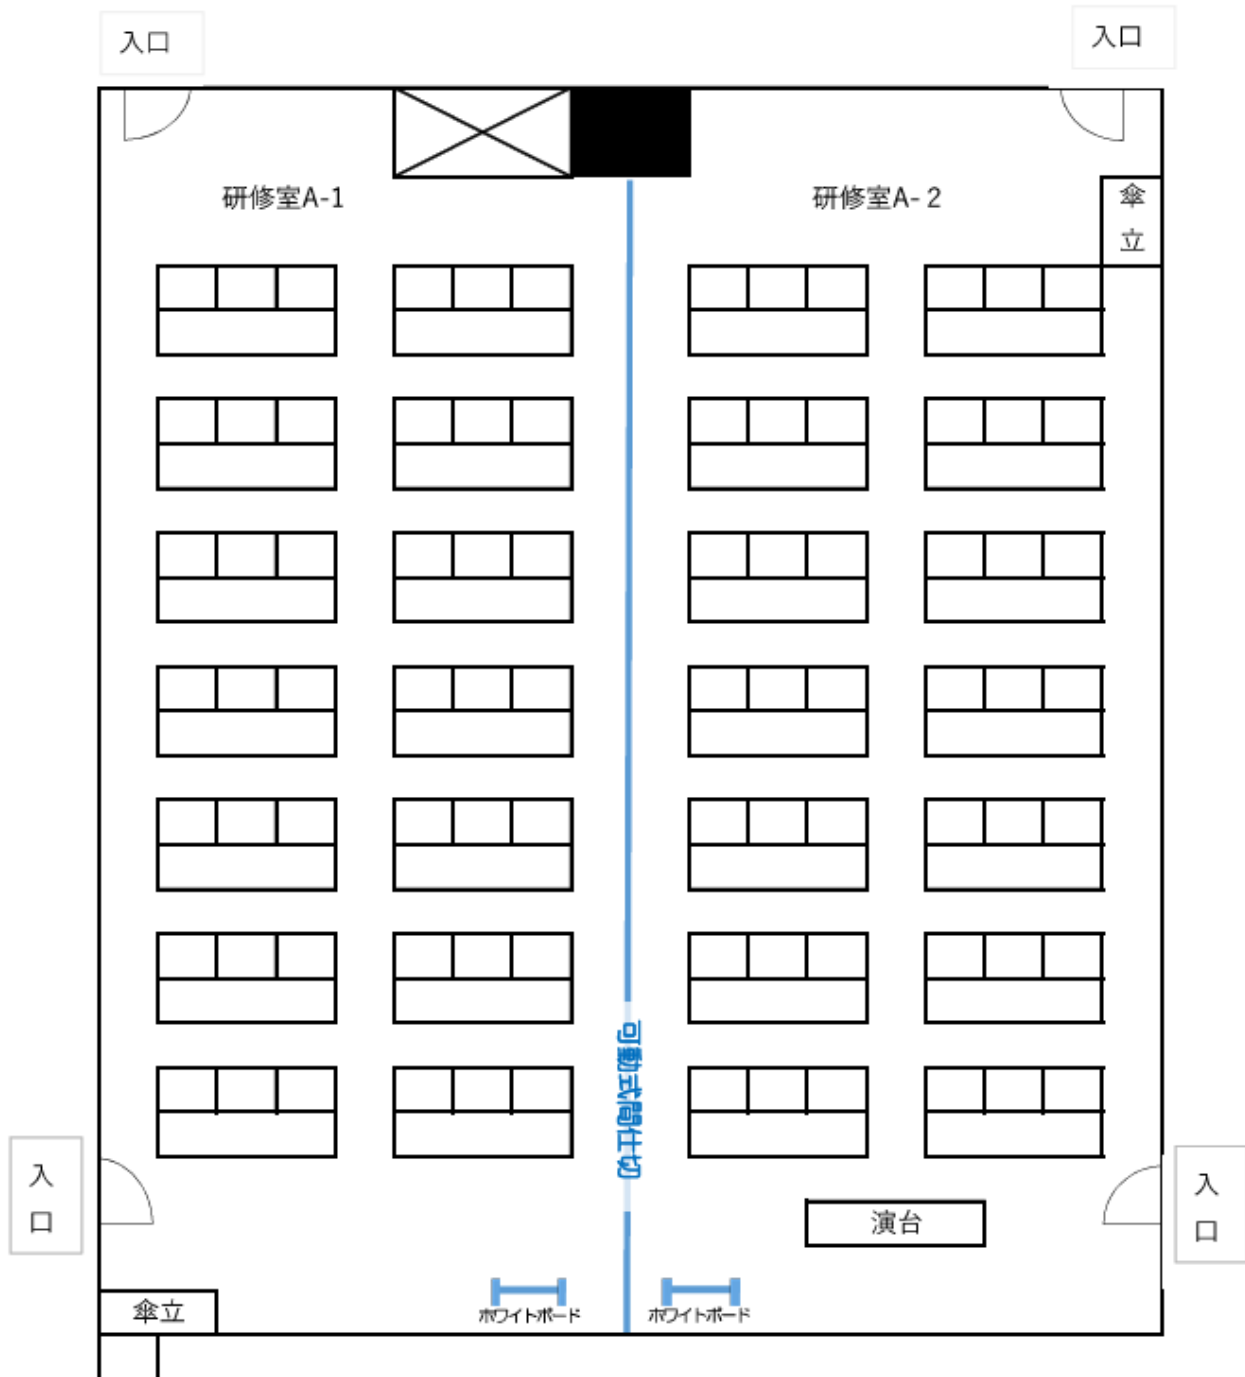 入口
入口
研修室A-1
研修室A-２
傘
立
可動式間仕切
入
口
入
口
演台
傘立
ホワイトボード
ホワイトボード